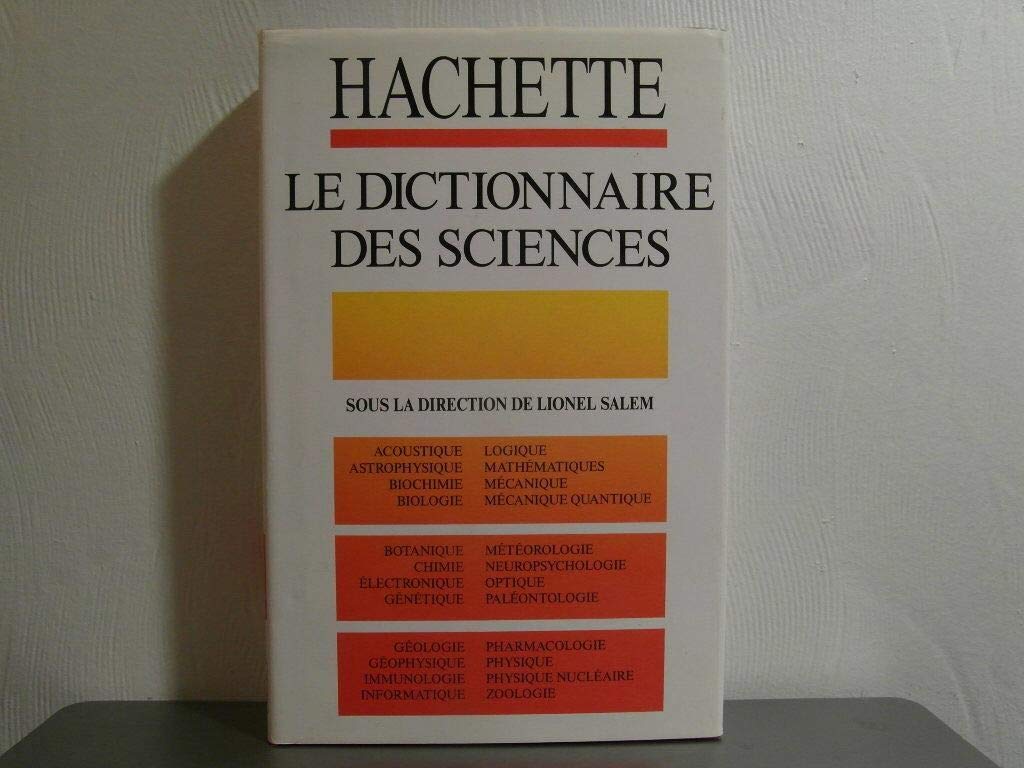 HACHETTE
LE DICTIONNAIRE
DES SCIENCES
SOUS LA DIRECTION DE LIONEL SALEM
ACOUSTIQUE LOGIQUE
ASTROPHYSIQUE MATHÉMATIQUES
BIOCHIMIE MÉCANIQUE
BIOLOGIE MÉCANIQUE QUANTIQUE
BOTANIQUE MÉTÉOROLOGIE
CHIMIE NEUROPSYCHOLOGIE
ÉLECTRONIQUE OPTIQUE
GÉNÉTIQUE PALÉONTOLOGIE
GÉOLOGIE PHARMACOLOGIE
GÉOPHYSIQUE PHYSIQUE
IMMUNOLOGIE PHYSIQUE NUCLÉAIRE
INFORMATIQUE ZOOLOGIE